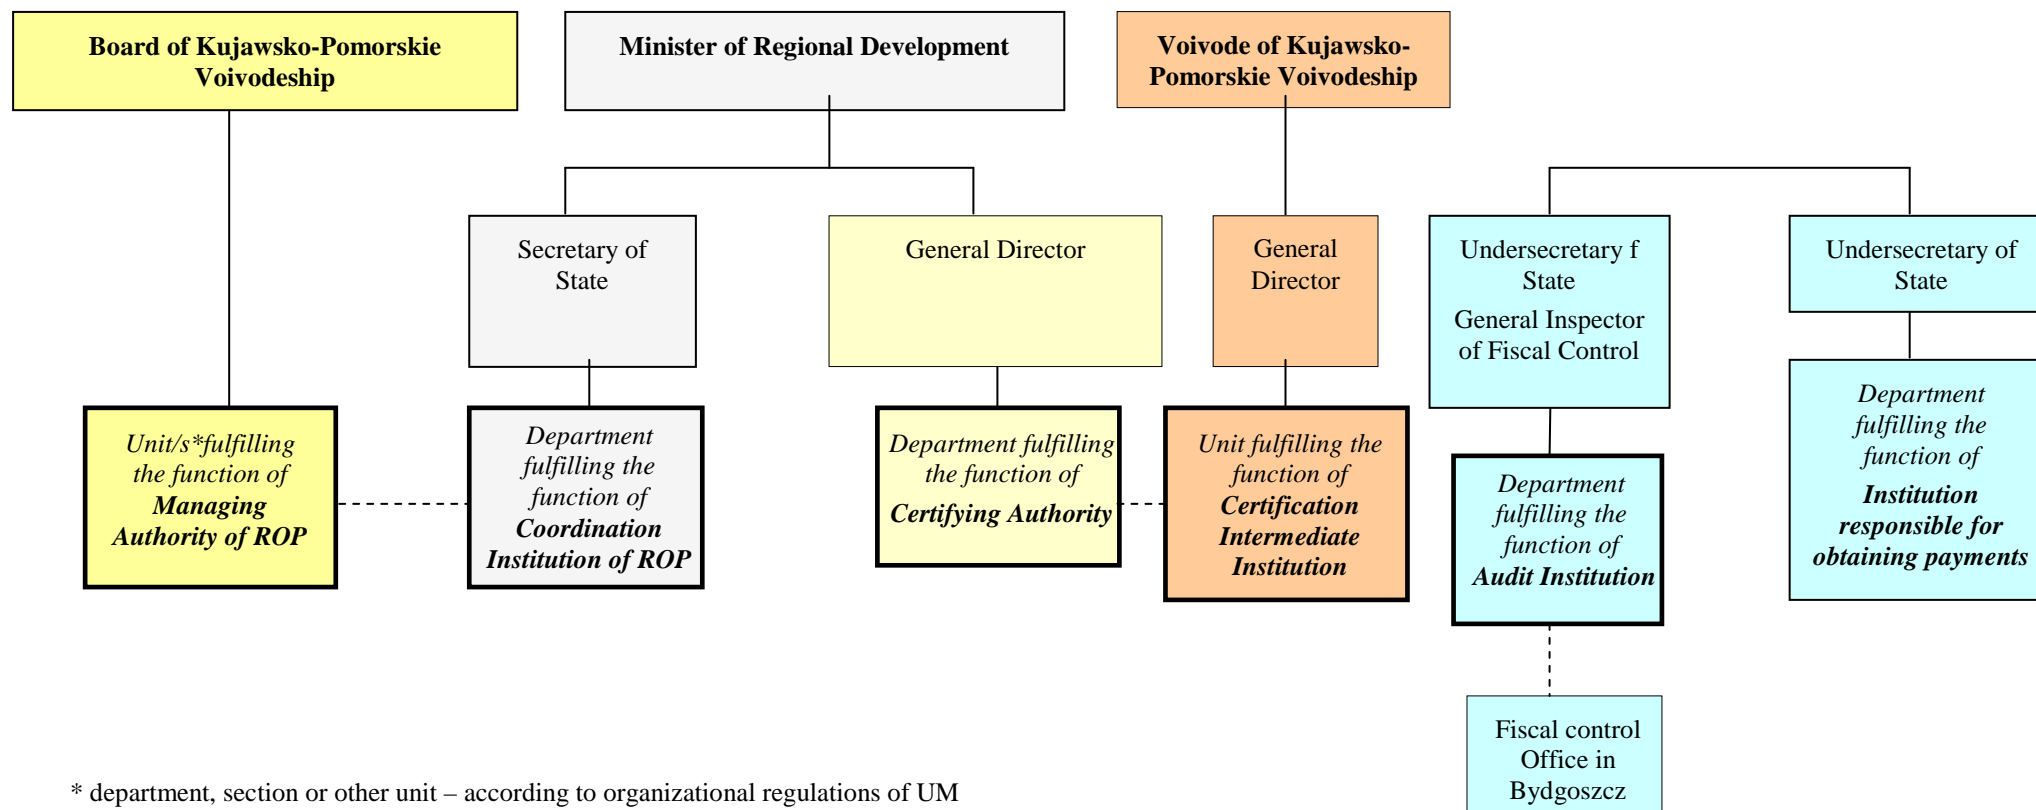 Board of Kujawsko-Pomorskie
Voivodeship
Minister of Regional Development
Voivode of Kujawsko-
Pomorskie Voivodeship
Secretary of
State
General Director
General
Director
Undersecretary f
State
General Inspector
of Fiscal Control
Undersecretary of
State
Unit/s*fulfilling
the function of
Managing
Authority of ROP
Department
fulfilling the
function of
Coordination
Institution of ROP
Department fulfilling
the function of
Certifying Authority
Unit fulfilling the
function of
Certification
Intermediate
Institution
Department
fulfilling the
function of
Audit Institution
Department
fulfilling the
function of
Institution
responsible for
obtaining payments
Fiscal control
Office in
Bydgoszcz
* department, section or other unit – according to organizational regulations of UM